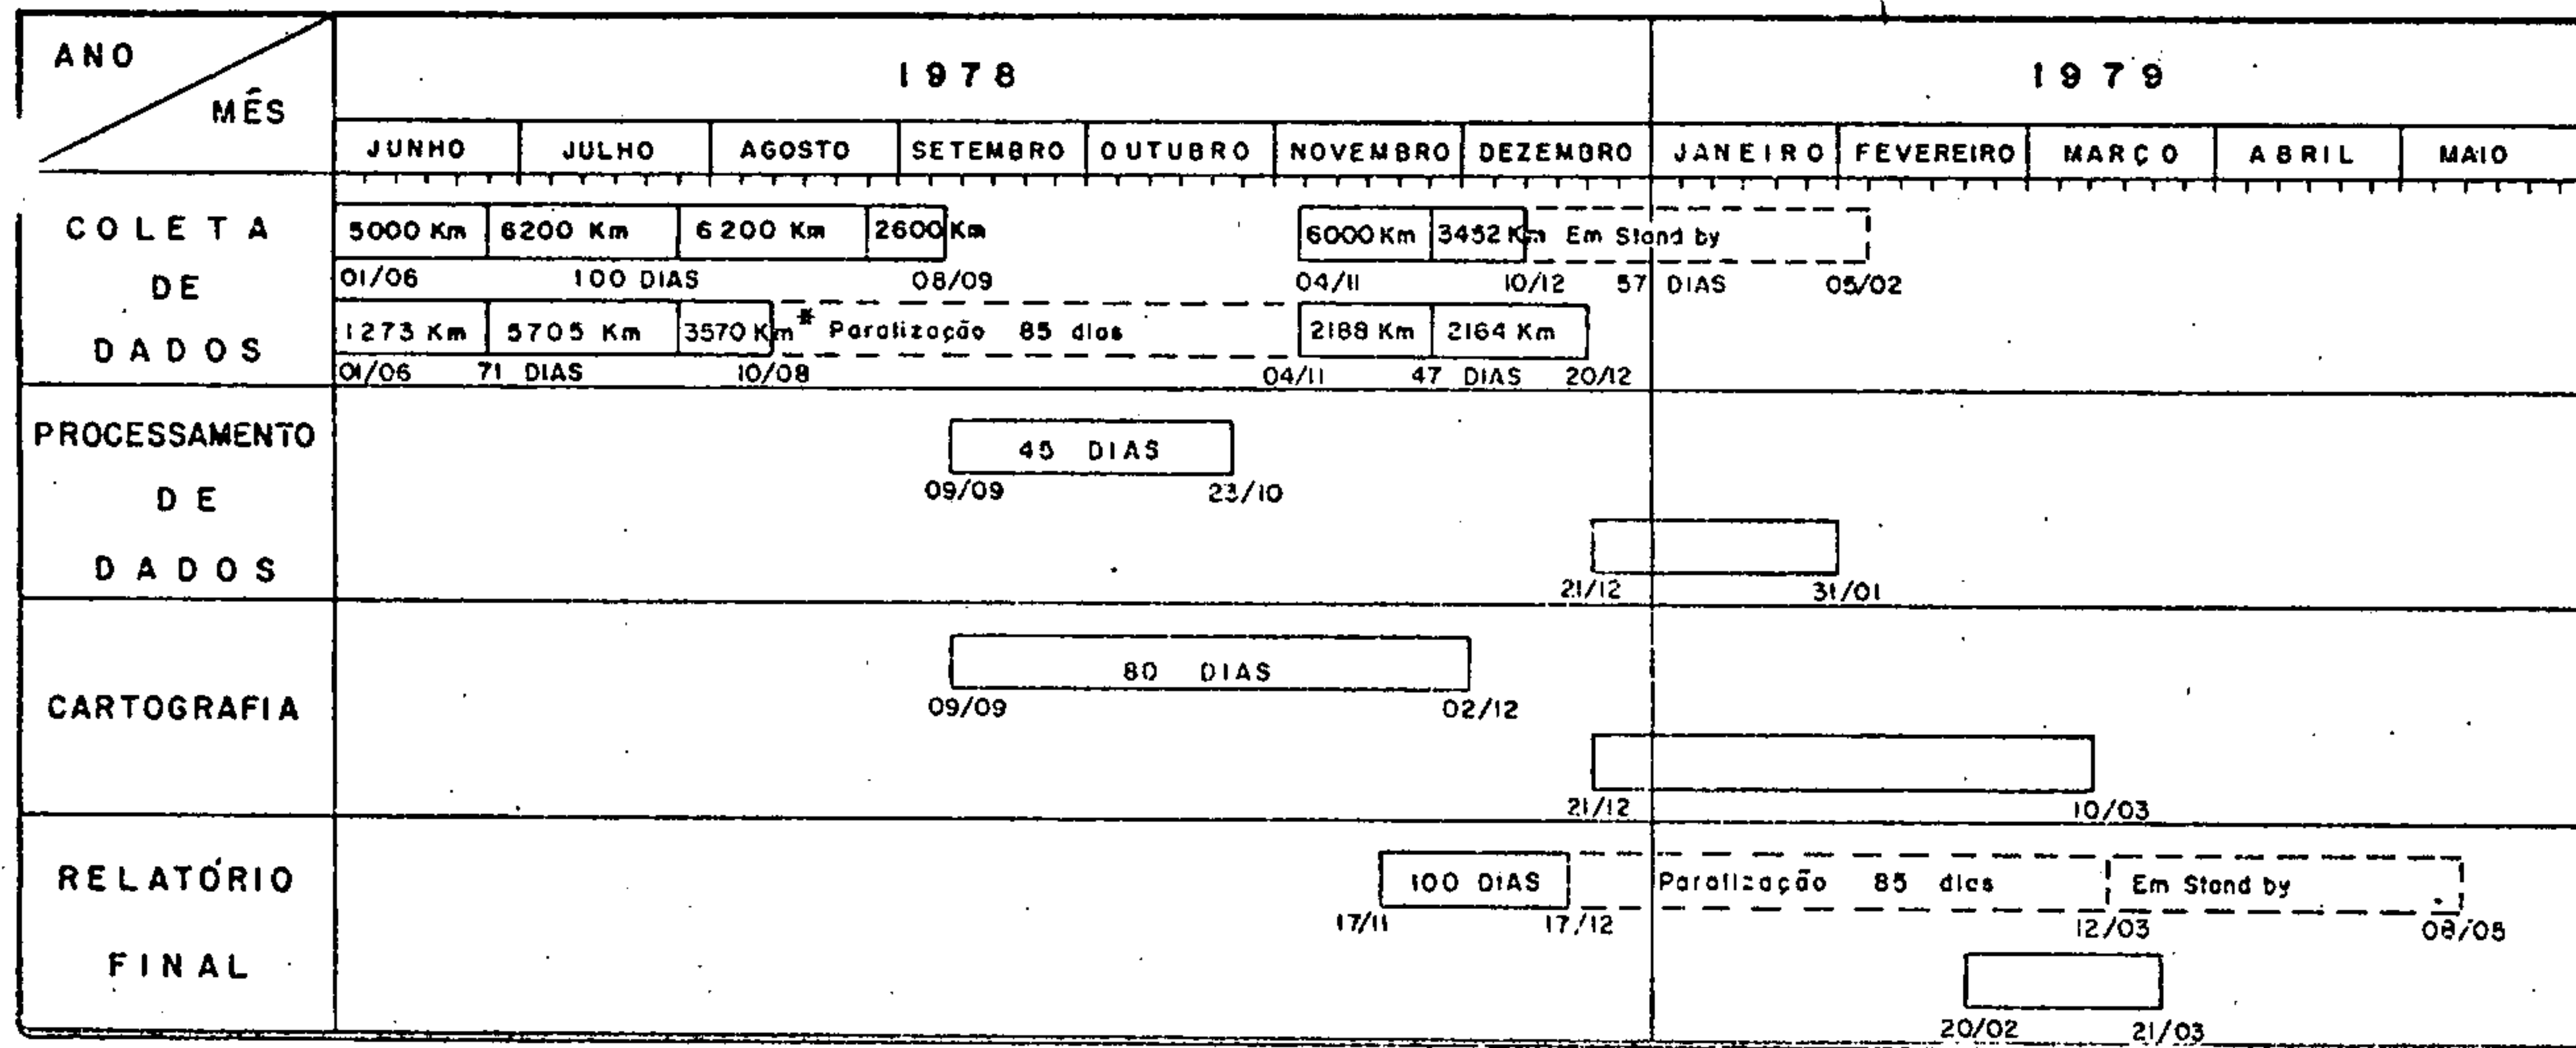 ANO
MÊS
1978
1979
JUNHO JULHO AGOSTO SETEMBRO OUTUBRO NOVEMBRO DEZEMBRO JANEIRO FEVEREIRO MARÇO ABRIL MAIO
COLETA
DE
DADOS
5000 Km 6200 Km 6200 Km 2600 Km 6000 Km 3452 Km Em Stand by
01/06 100 DIAS 08/09 04/11 10/12 57 DIAS 05/02
1273 Km 5705 Km 3570 Km* Paralização 85 dias 2188 Km 2164 Km
01/06 71 DIAS 10/08 04/11 47 DIAS 20/12
PROCESSAMENTO
DE
DADOS
45 DIAS
09/09 23/10
21/12 31/01
CARTOGRAFIA
80 DIAS
09/09 02/12
21/12 10/03
RELATÓRIO
FINAL
100 DIAS Paralização 85 dias Em Stand by
17/11 17/12 12/03 08/05
20/02 21/03